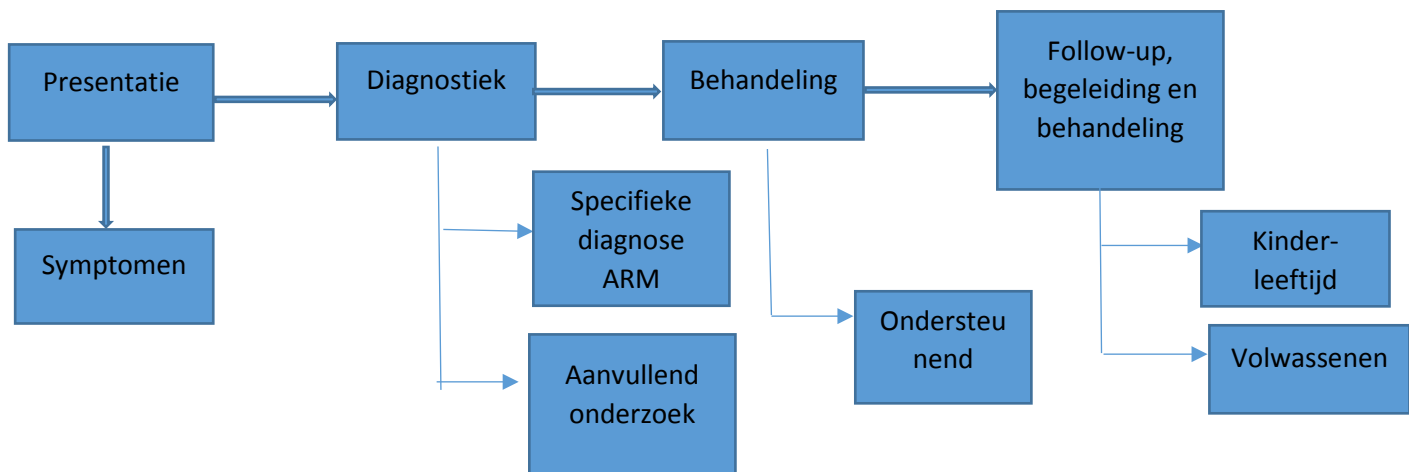 Presentatie
Diagnostiek
Behandeling
Follow-up,
begeleiding en
behandeling
Symptomen
Specifieke
diagnose
ARM
Aanvullend
onderzoek
Ondersteu
nend
Kinder-
leeftijd
Volwassenen